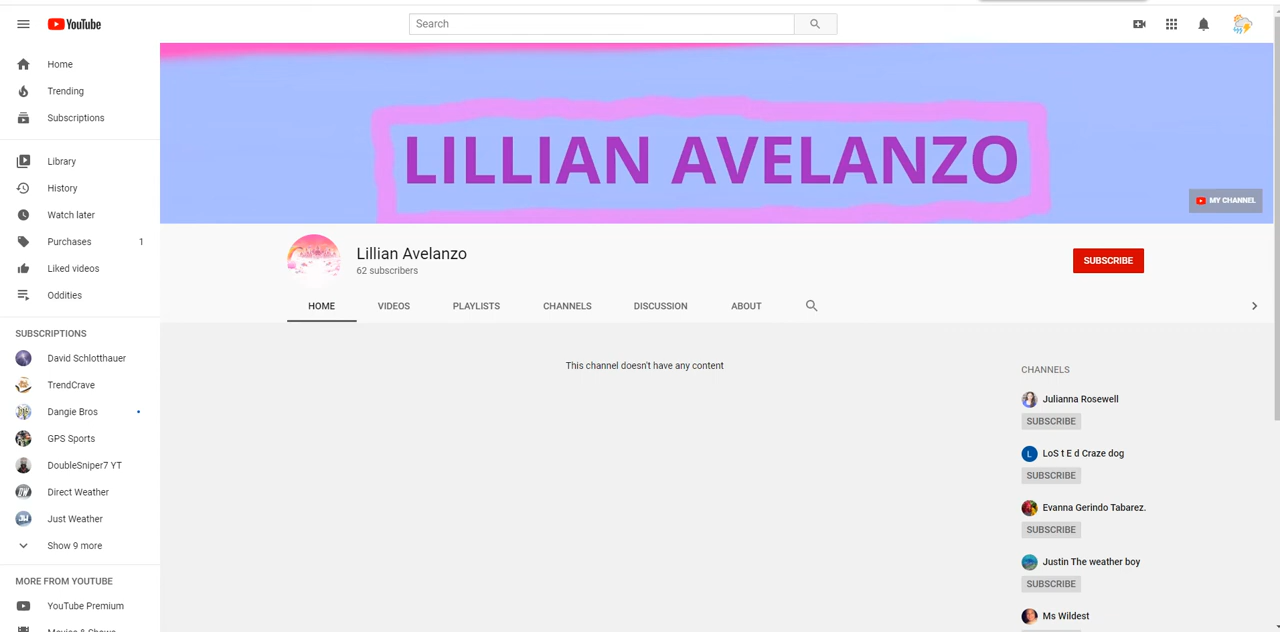 YouTube
Search
Home
Trending
Subscriptions
Library
History
Watch later
Purchases 1
Liked videos
Oddities
SUBSCRIPTIONS
David Schlotthauer
TrendCrave
Dangie Bros
GPS Sports
DoubleSniper7 YT
Direct Weather
Just Weather
Show 9 more
MORE FROM YOUTUBE
YouTube Premium
Movies & Shows
LILLIAN AVELANZO
MY CHANNEL
Lillian Avelanzo
62 subscribers
SUBSCRIBE
HOME VIDEOS PLAYLISTS CHANNELS DISCUSSION ABOUT
This channel doesn't have any content
CHANNELS
Julianna Rosewell
SUBSCRIBE
L LoS t E d Craze dog
SUBSCRIBE
Evanna Gerindo Tabarez.
SUBSCRIBE
Justin The weather boy
SUBSCRIBE
Ms Wildest